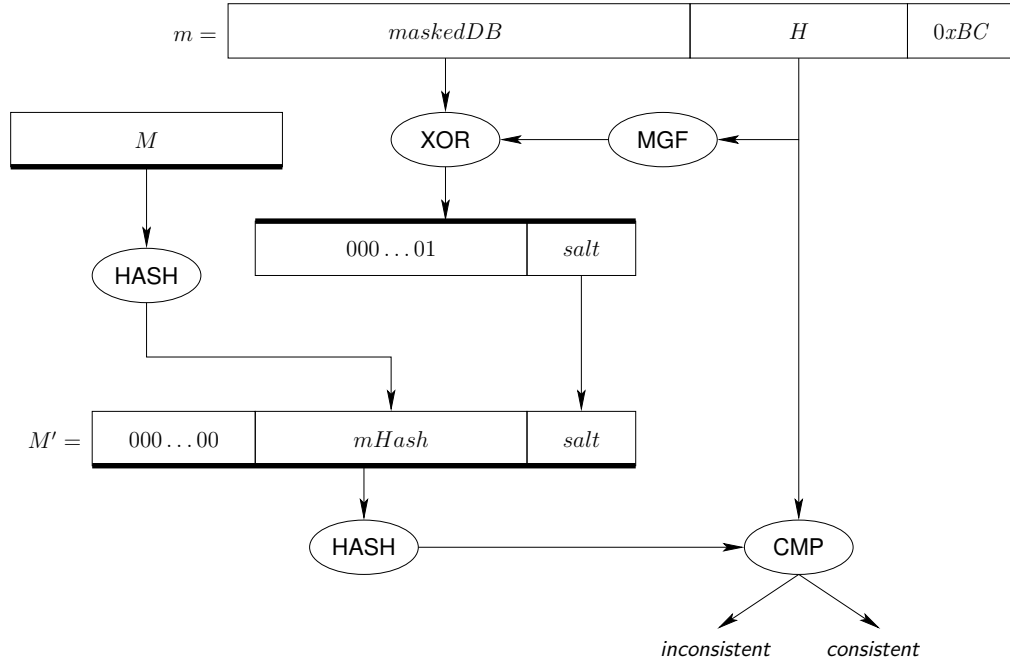 m = maskedDB H 0xBC
M XOR MGF
000...01 salt
HASH
M′ = 000...00 mHash salt
HASH CMP
inconsistent consistent